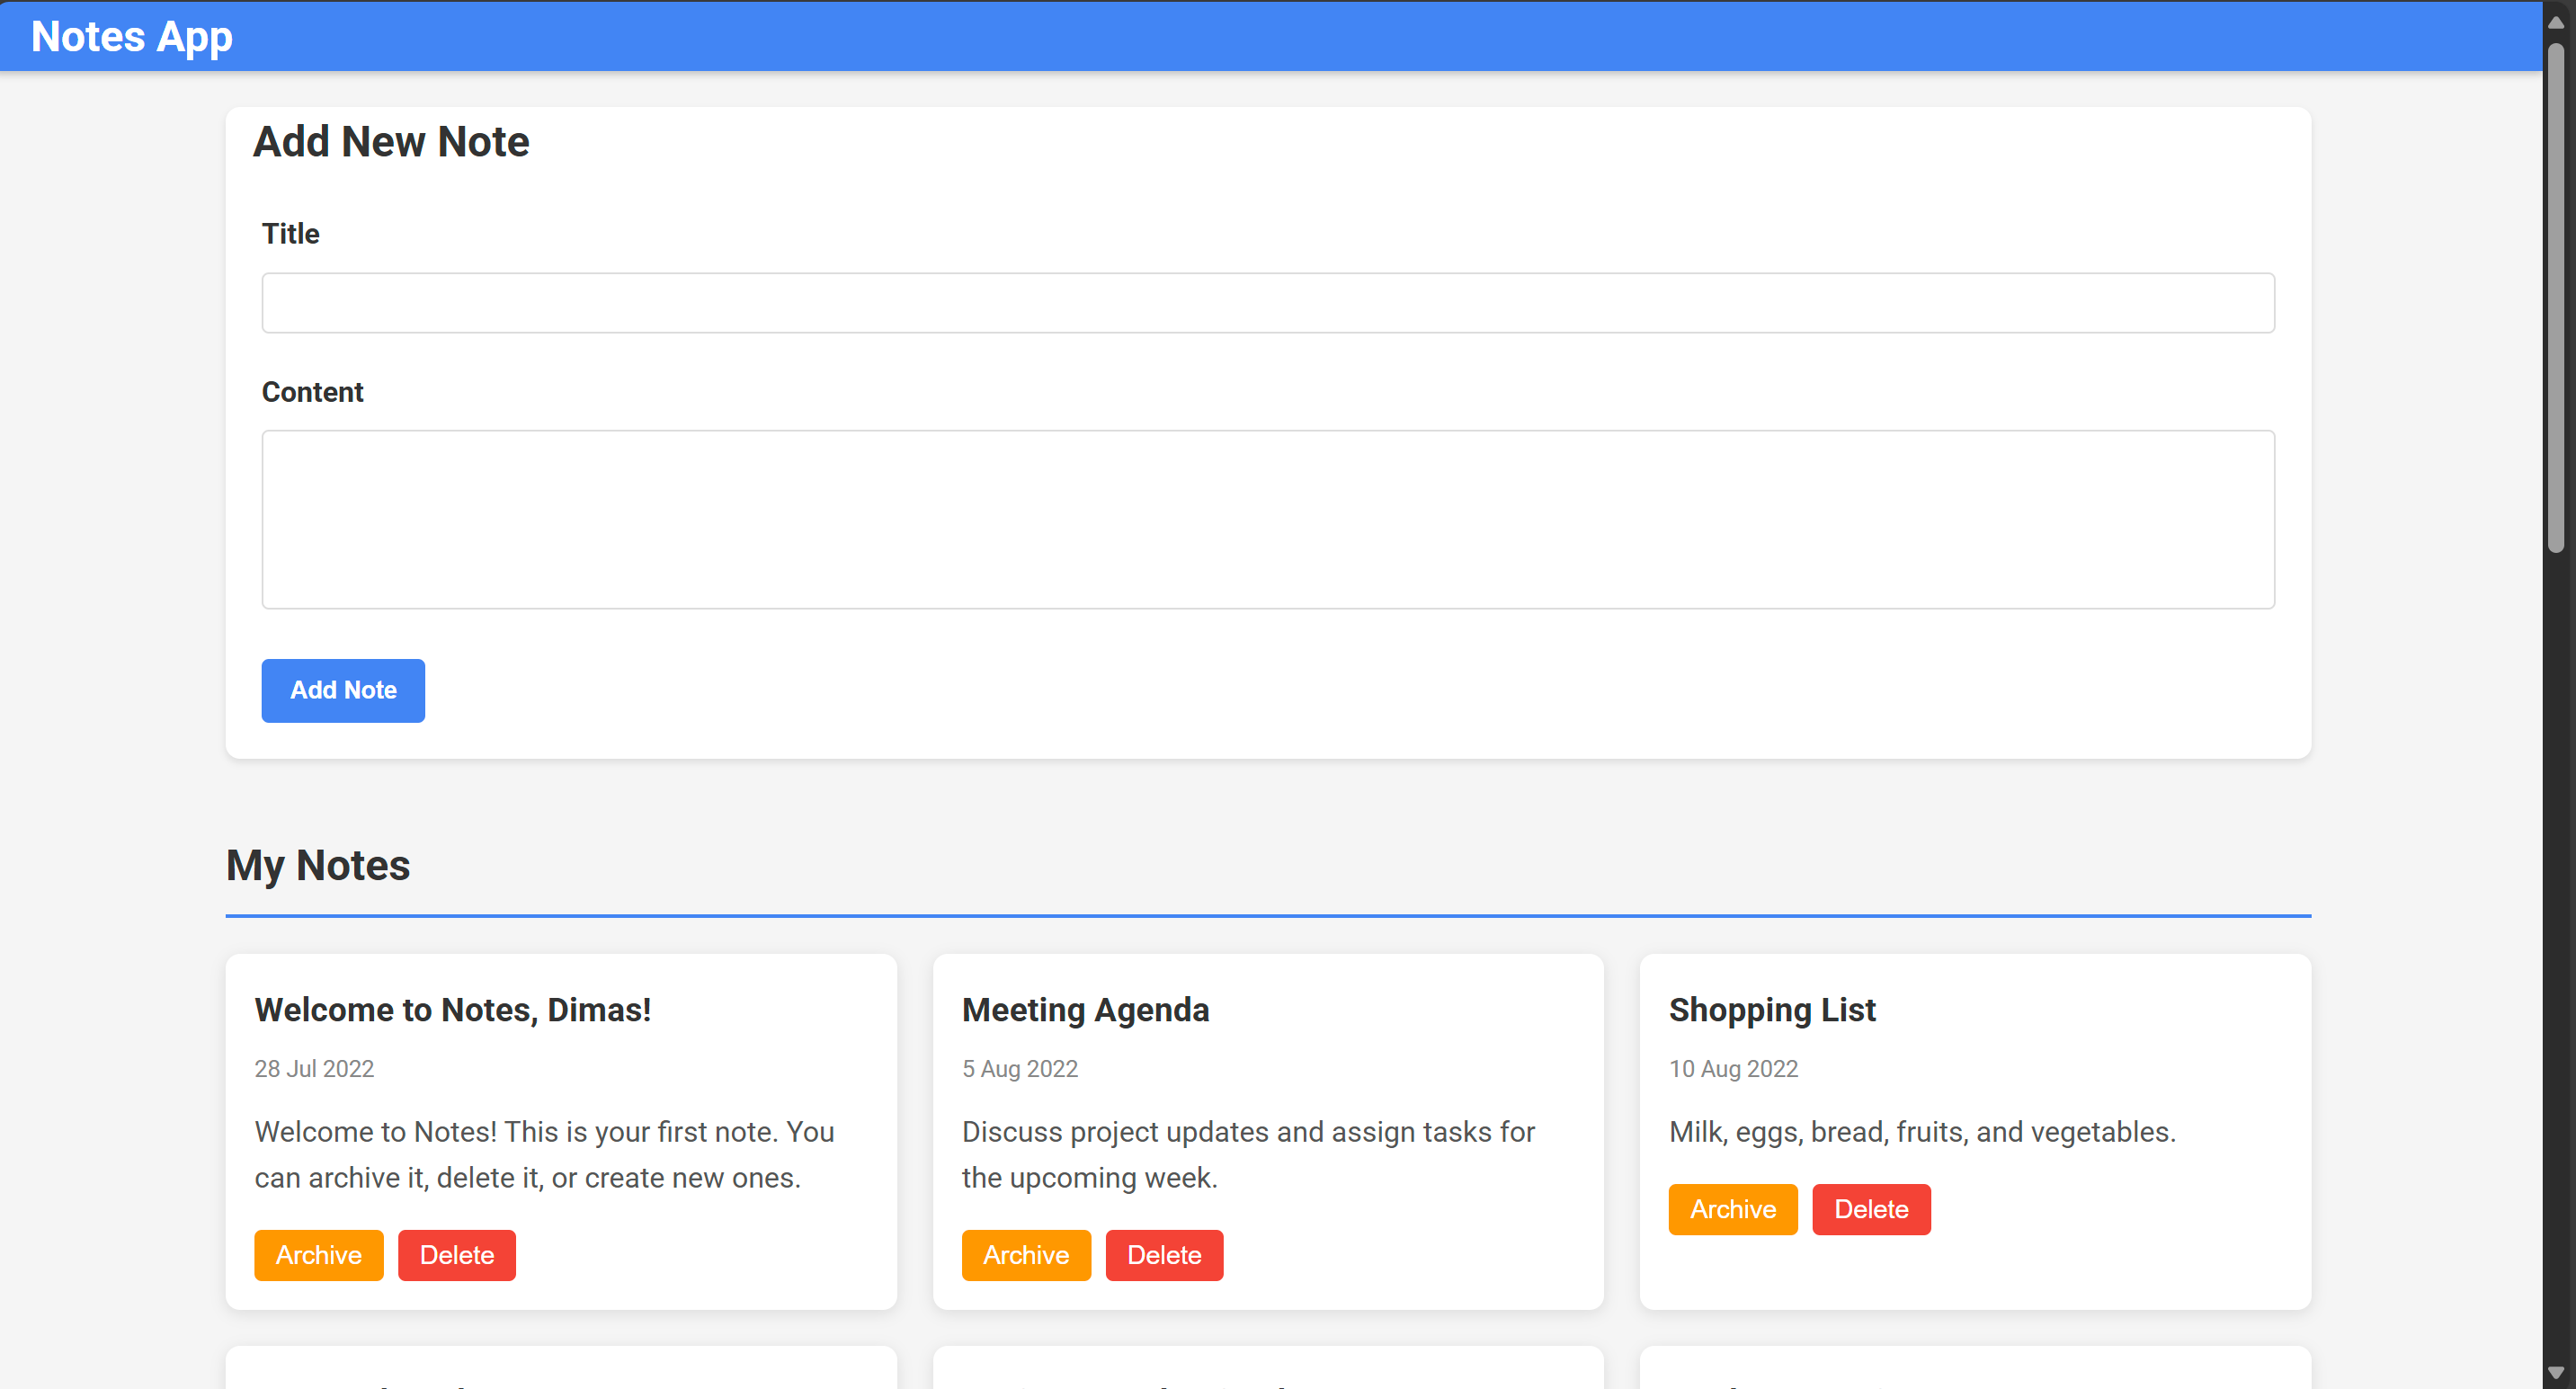 Notes App
Add New Note
Title
Content
Add Note
My Notes
Welcome to Notes, Dimas!
28 Jul 2022
Welcome to Notes! This is your first note. You
can archive it, delete it, or create new ones.
Archive Delete
Meeting Agenda
5 Aug 2022
Discuss project updates and assign tasks for
the upcoming week.
Archive Delete
Shopping List
10 Aug 2022
Milk, eggs, bread, fruits, and vegetables.
Archive Delete